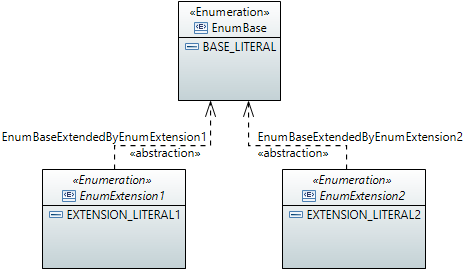 «Enumeration»
EnumBase
BASE_LITERAL
EnumBaseExtendedByEnumExtension1
«abstraction»
EnumBaseExtendedByEnumExtension2
«abstraction»
«Enumeration»
EnumExtension1
EXTENSION_LITERAL1
«Enumeration»
EnumExtension2
EXTENSION_LITERAL2